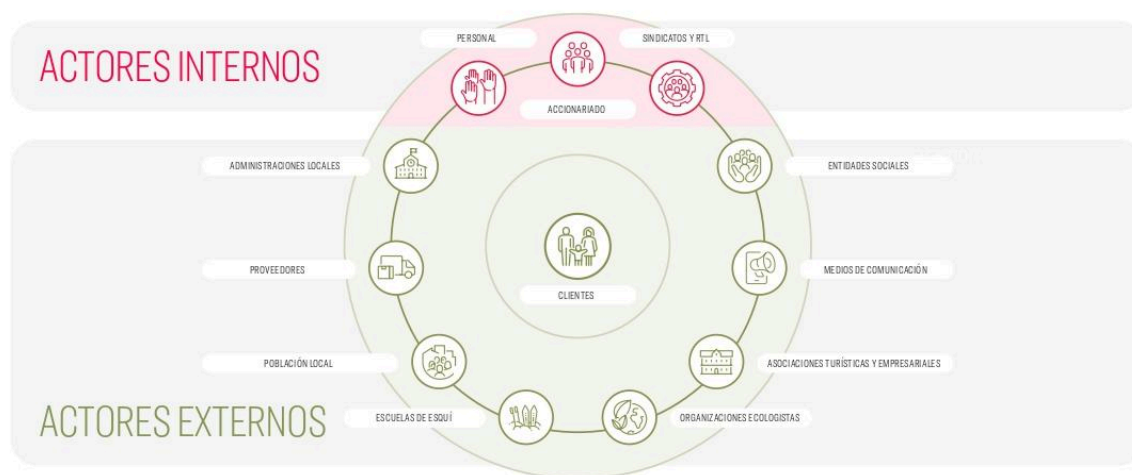 PERSONAL
SINDICATOS Y RTL
ACTORES INTERNOS
ACCIONARIADO
ADMINISTRACIONES LOCALES
ENTIDADES SOCIALES
PROVEEDORES
MEDIOS DE COMUNICACIÓN
CLIENTES
POBLACIÓN LOCAL
ASOCIACIONES TURÍSTICAS Y EMPRESARIALES
ESCUELAS DE ESQUÍ
ORGANIZACIONES ECOLOGISTAS
ACTORES EXTERNOS